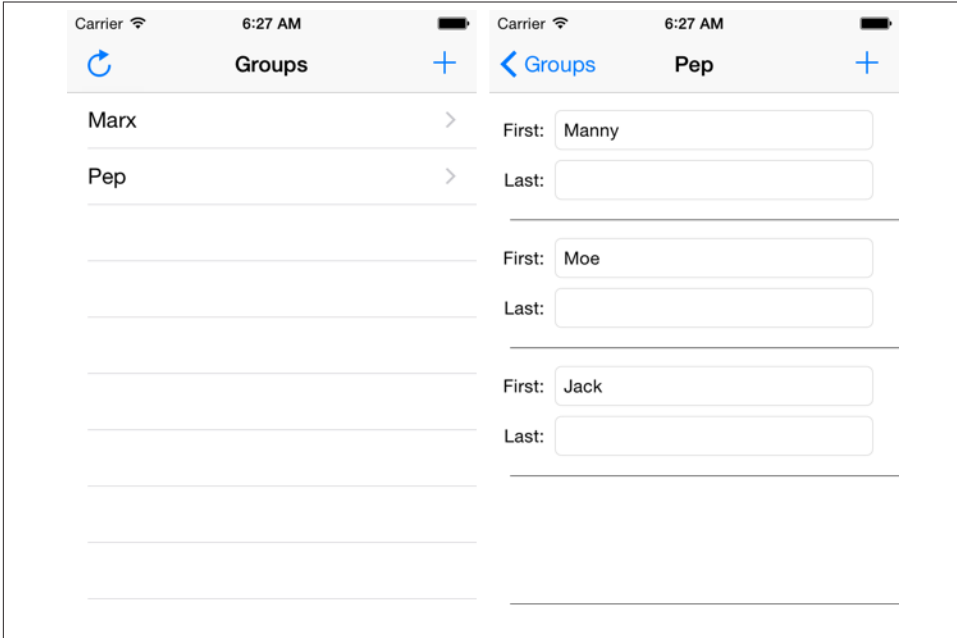 Carrier 6:27 AM
Groups
Marx
Pep
Carrier 6:27 AM
Groups Pep
First: Manny
Last:
First: Moe
Last:
First: Jack
Last: